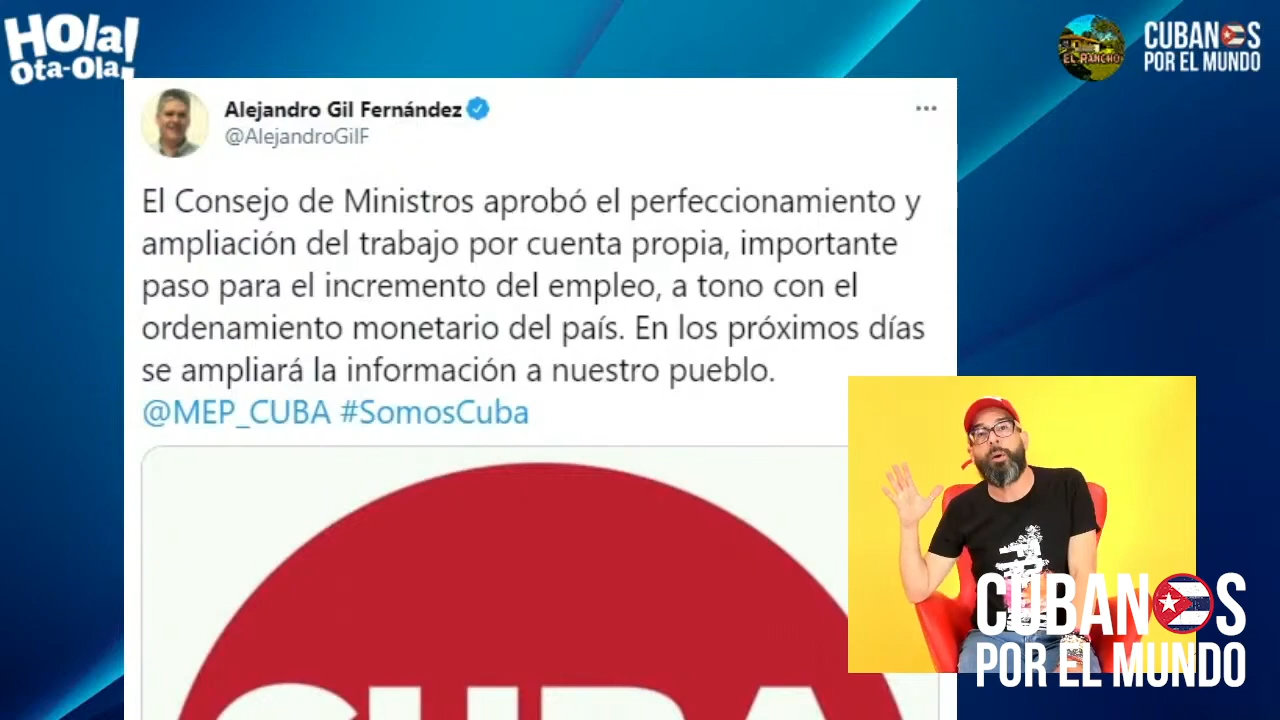 HOla!
Ota-Ola!
EL RANCHO
CUBANOS
POR EL MUNDO
Alejandro Gil Fernández
@AlejandroGilF
El Consejo de Ministros aprobó el perfeccionamiento y
ampliación del trabajo por cuenta propia, importante
paso para el incremento del empleo, a tono con el
ordenamiento monetario del país. En los próximos días
se ampliará la información a nuestro pueblo.
@MEP_CUBA #SomosCuba
CUBA
CUBANOS
POR EL MUNDO